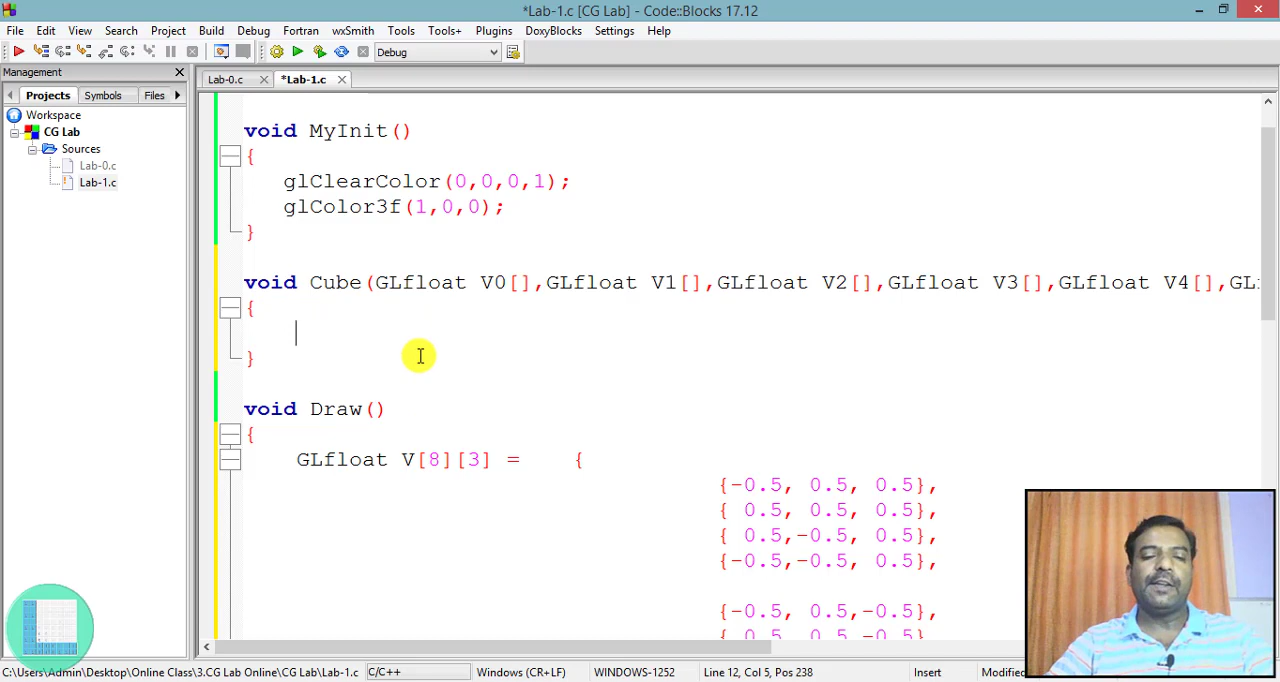 *Lab-1.c [CG Lab] - Code::Blocks 17.12
File Edit View Search Project Build Debug Fortran wxSmith Tools Tools+ Plugins DoxyBlocks Settings Help
Debug
Management
Projects Symbols Files
Workspace
CG Lab
Sources
Lab-0.c
Lab-1.c
Lab-0.c *Lab-1.c
void MyInit()
{
glClearColor(0,0,0,1);
glColor3f(1,0,0);
}
void Cube(GLfloat V0[],GLfloat V1[],GLfloat V2[],GLfloat V3[],GLfloat V4[],
{
}
void Draw()
{
GLfloat V[8][3] = {
{-0.5, 0.5, 0.5},
{ 0.5, 0.5, 0.5},
{ 0.5,-0.5, 0.5},
{-0.5,-0.5, 0.5},
{-0.5, 0.5,-0.5},
{ 0.5, 0.5,-0.5},
C:\Users\Admin\Desktop\Online Class\3.CG Lab Online\CG Lab\Lab-1.c C/C++ Windows (CR+LF) WINDOWS-1252 Line 12, Col 5, Pos 238 Insert